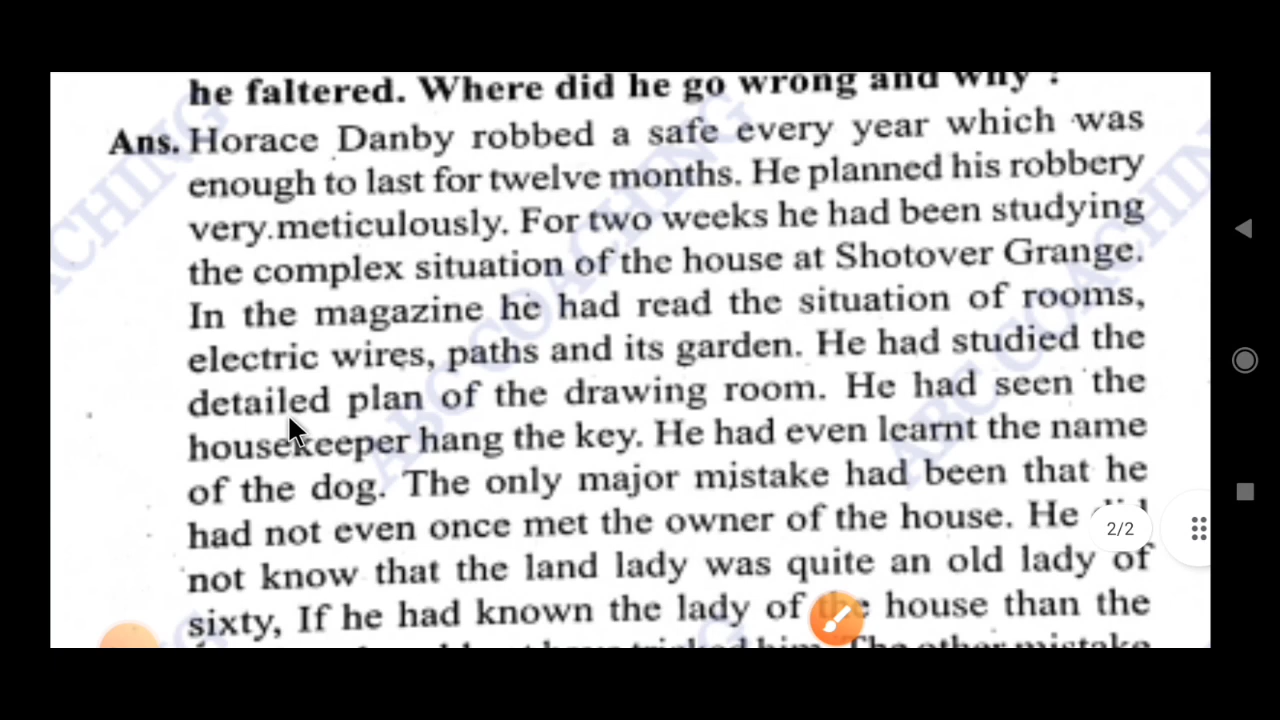 he faltered. Where did he go wrong and why ?
Ans. Horace Danby robbed a safe every year which was
enough to last for twelve months. He planned his robbery
very meticulously. For two weeks he had been studying
the complex situation of the house at Shotover Grange.
In the magazine he had read the situation of rooms,
electric wires, paths and its garden. He had studied the
detailed plan of the drawing room. He had seen the
housekeeper hang the key. He had even learnt the name
of the dog. The only major mistake had been that he
had not even once met the owner of the house. He did
not know that the land lady was quite an old lady of
sixty, If he had known the lady of the house than the
him. The other mistake
2/2
ABC COACHING